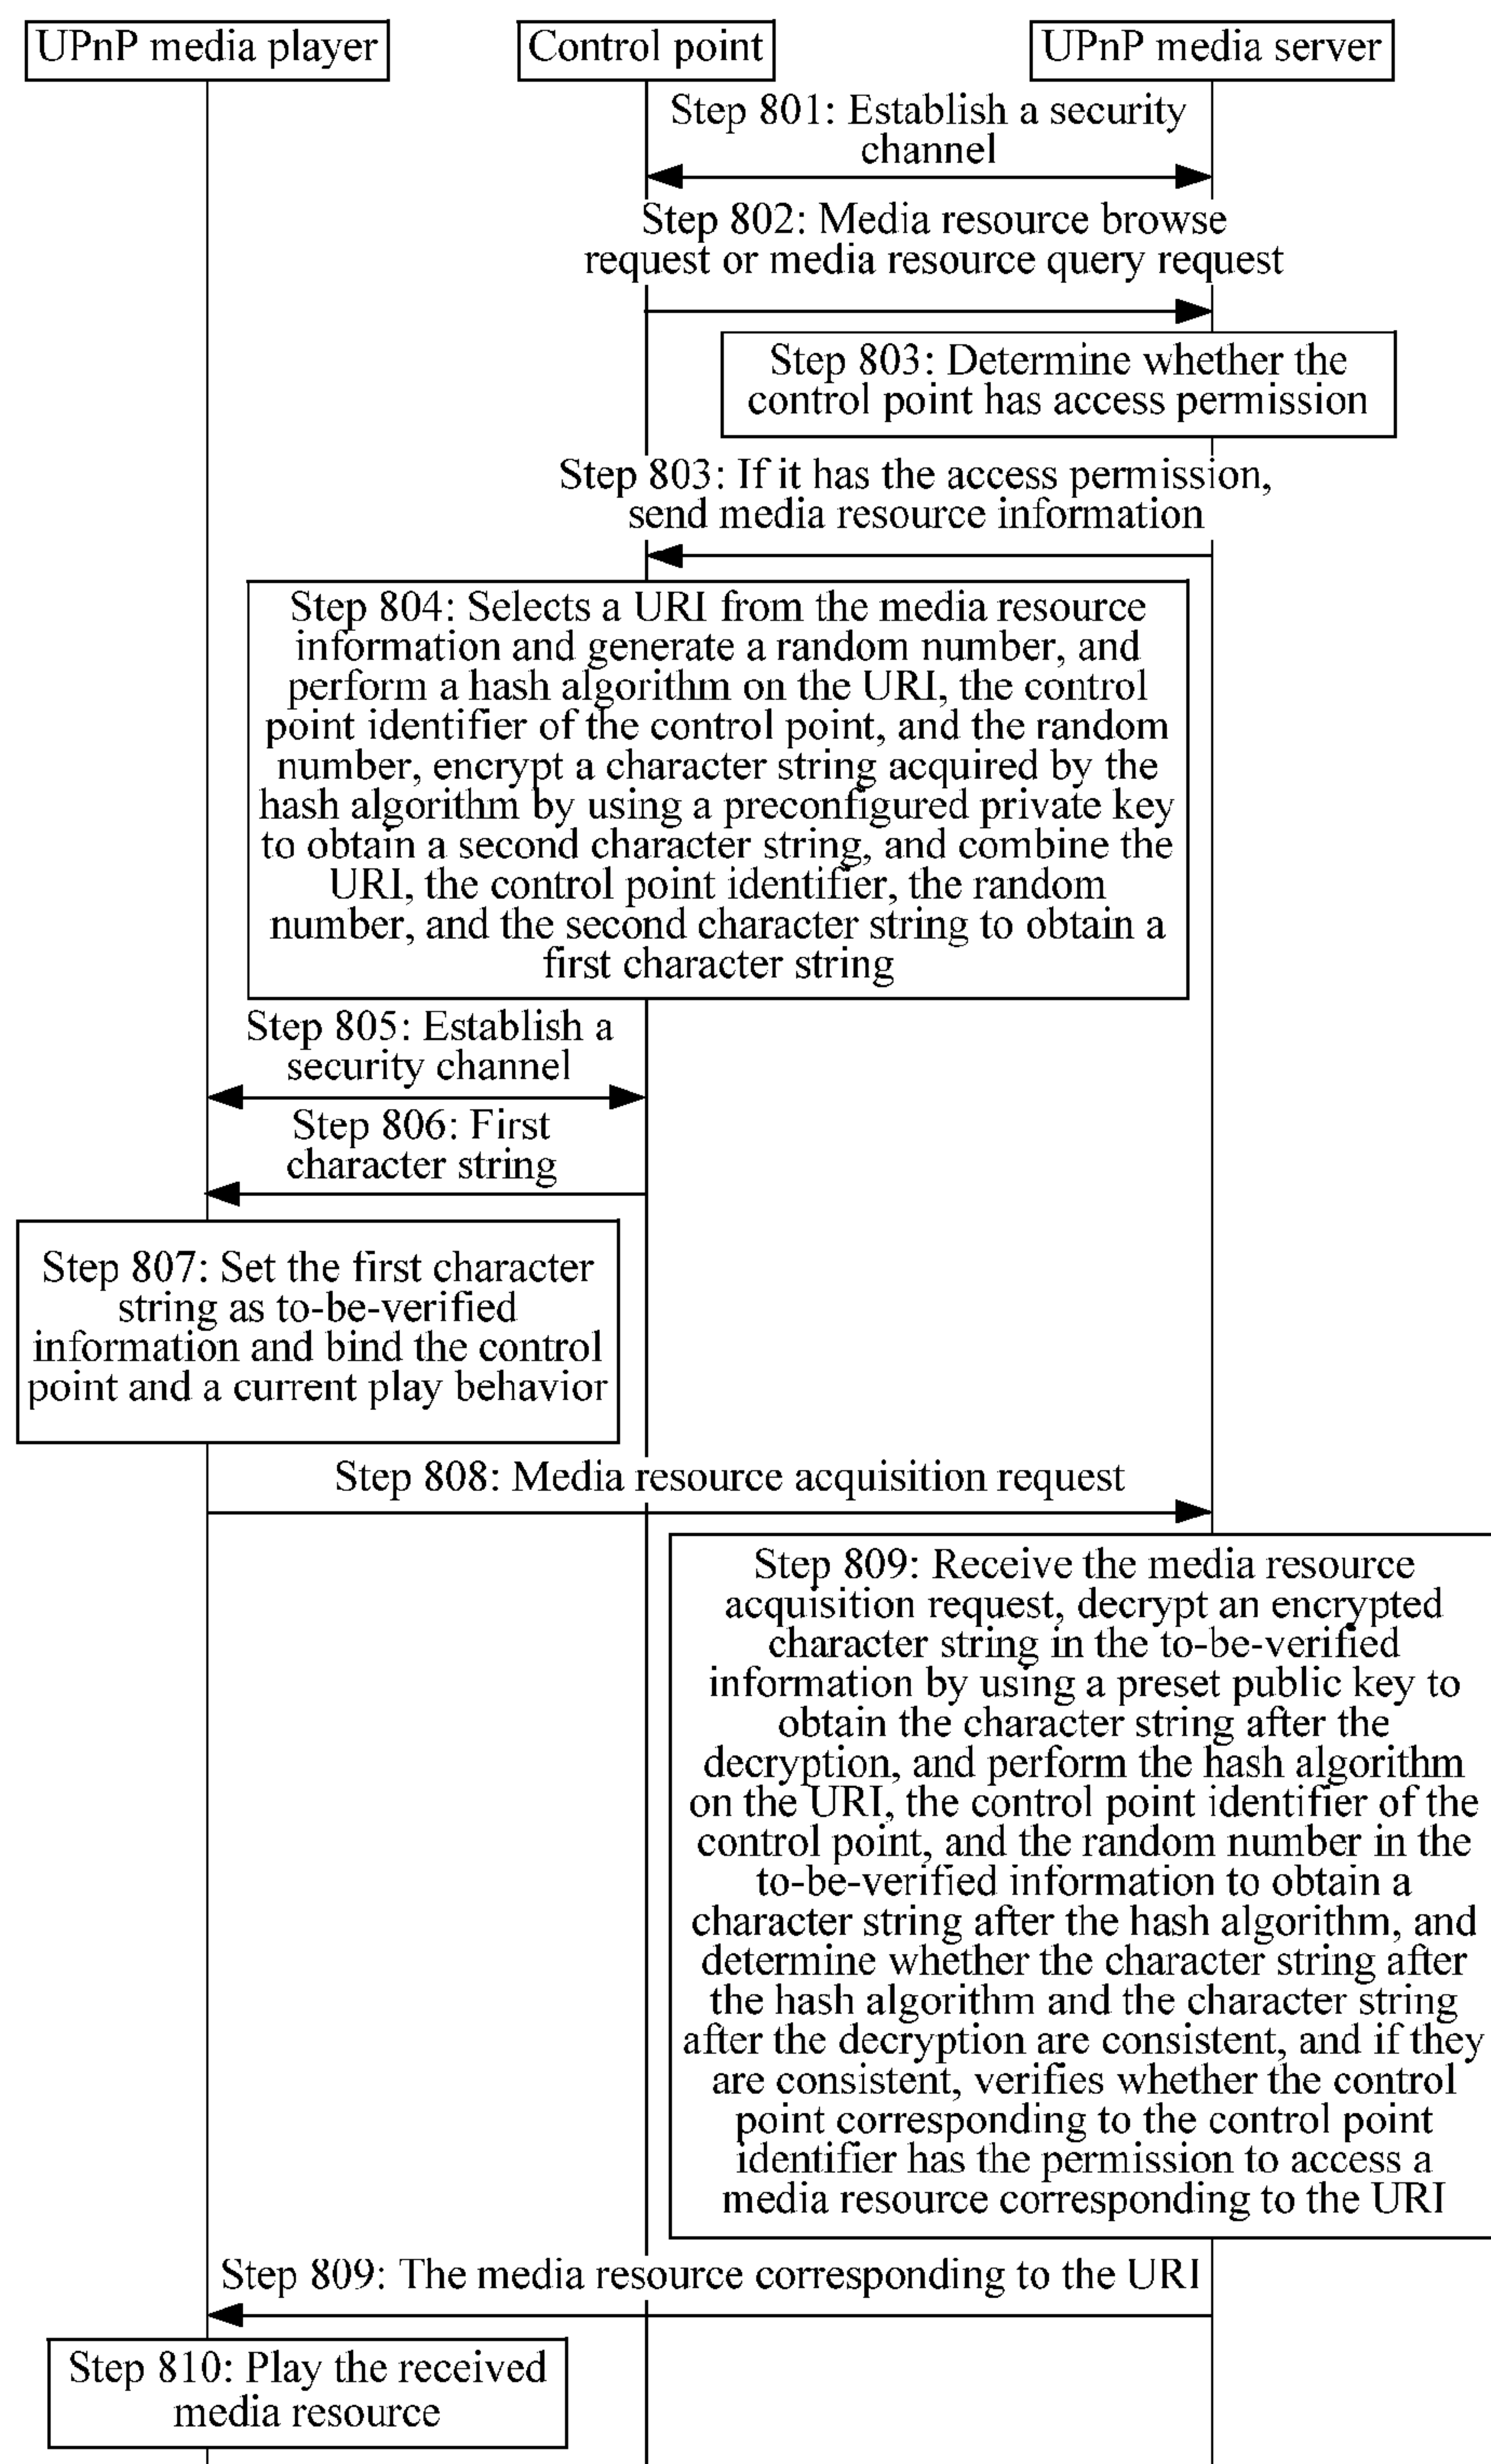 UPnP media player
Control point
UPnP media server
Step 801: Establish a security
channel
Step 802: Media resource browse
request or media resource query request
Step 803: Determine whether the
control point has access permission
Step 803: If it has the access permission,
send media resource information
Step 804: Selects a URI from the media resource
information and generate a random number, and
perform a hash algorithm on the URI, the control
point identifier of the control point, and the random
number, encrypt a character string acquired by the
hash algorithm by using a preconfigured private key
to obtain a second character string, and combine the
URI, the control point identifier, the random
number, and the second character string to obtain a
first character string
Step 805: Establish a
security channel
Step 806: First
character string
Step 807: Set the first character
string as to-be-verified
information and bind the control
point and a current play behavior
Step 808: Media resource acquisition request
Step 809: Receive the media resource
acquisition request, decrypt an encrypted
character string in the to-be-verified
information by using a preset public key to
obtain the character string after the
decryption, and perform the hash algorithm
on the URI, the control point identifier of the
control point, and the random number in the
to-be-verified information to obtain a
character string after the hash algorithm, and
determine whether the character string after
the hash algorithm and the character string
after the decryption are consistent, and if they
are consistent, verifies whether the control
point corresponding to the control point
identifier has the permission to access a
media resource corresponding to the URI
Step 809: The media resource corresponding to the URI
Step 810: Play the received
media resource